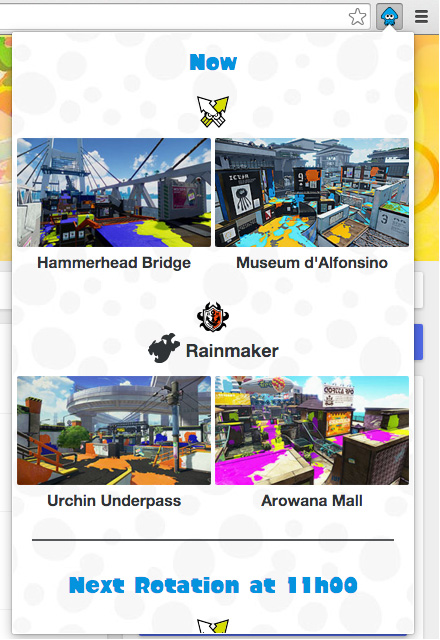 Now
Hammerhead Bridge
Museum d'Alfonsino
Rainmaker
Urchin Underpass
Arowana Mall
Next Rotation at 11h00